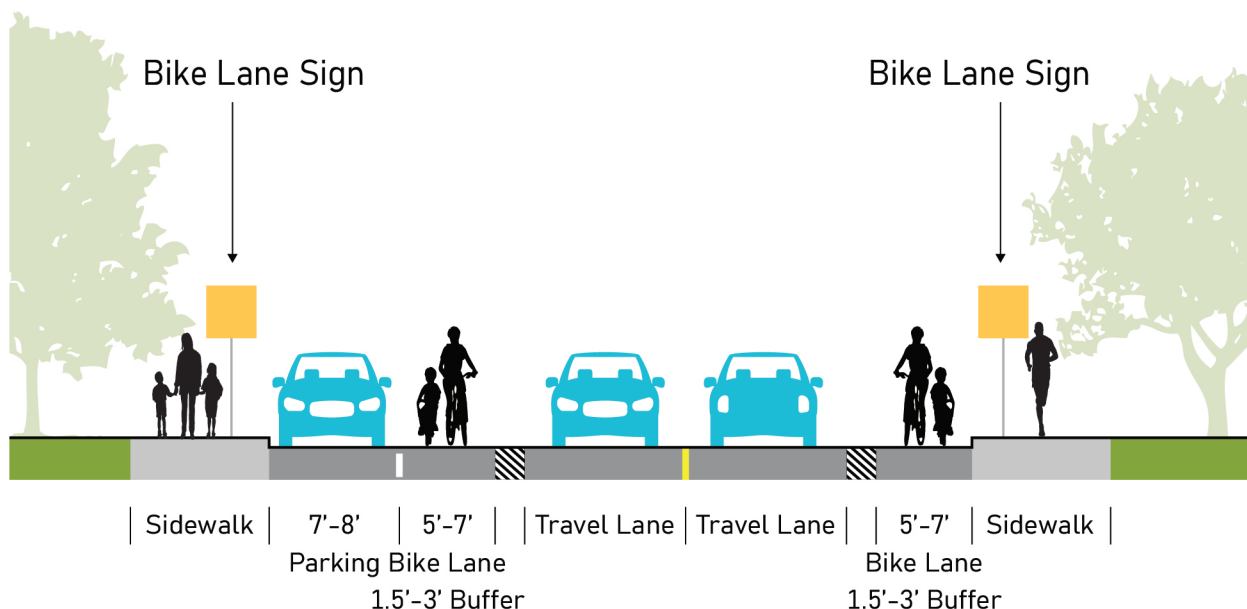 Bike Lane Sign Bike Lane Sign
Sidewalk 7’-8’ 5’-7’ Travel Lane Travel Lane 5’-7’ Sidewalk
Parking Bike Lane Bike Lane
1.5’-3’ Buffer 1.5’-3’ Buffer